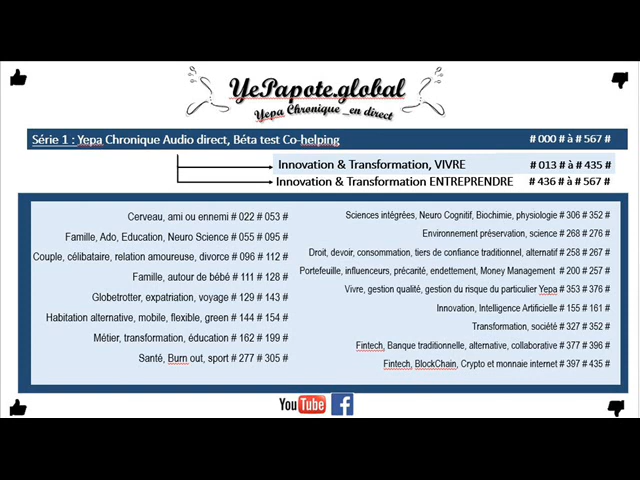 YePapote.global
Yepa Chronique _en direct
Série 1 : Yepa Chronique Audio direct, Béta test Co-helping # 000 # à # 567 #
Innovation & Transformation, VIVRE # 013 # à # 435 #
Innovation & Transformation ENTREPRENDRE # 436 # à # 567 #
Cerveau, ami ou ennemi # 022 # 053 #
Famille, Ado, Education, Neuro Science # 055 # 095 #
Couple, célibataire, relation amoureuse, divorce # 096 # 112 #
Famille, autour de bébé # 111 # 128 #
Globetrotter, expatriation, voyage # 129 # 143 #
Habitation alternative, mobile, flexible, green # 144 # 154 #
Métier, transformation, éducation # 162 # 199 #
Santé, Burn out, sport # 277 # 305 #
Sciences intégrées, Neuro Cognitif, Biochimie, physiologie # 306 # 352 #
Environnement préservation, science # 268 # 276 #
Droit, devoir, consommation, tiers de confiance traditionnel, alternatif # 258 # 267 #
Portefeuille, influenceurs, précarité, endettement, Money Management # 200 # 257 #
Vivre, gestion qualité, gestion du risque du particulier Yepa # 353 # 376 #
Innovation, Intelligence Artificielle # 155 # 161 #
Transformation, société # 327 # 352 #
Fintech, Banque traditionnelle, alternative, collaborative # 377 # 396 #
Fintech, BlockChain, Crypto et monnaie internet # 397 # 435 #
YouTube f